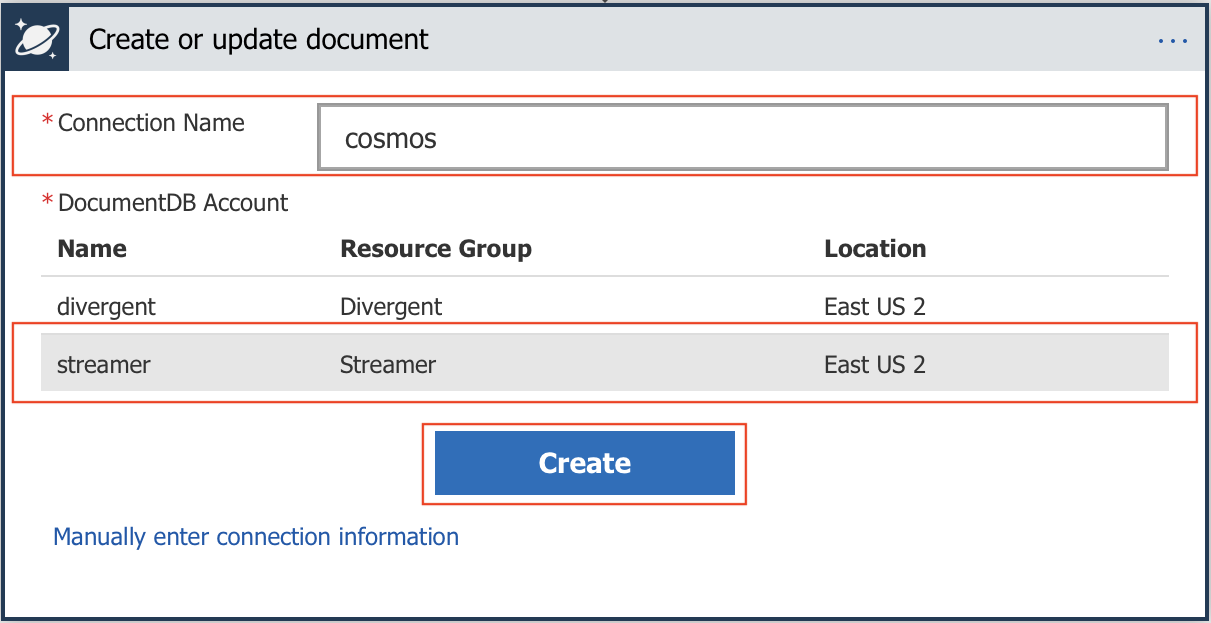 Create or update document
* Connection Name
cosmos
* DocumentDB Account
Name Resource Group Location
divergent Divergent East US 2
streamer Streamer East US 2
Create
Manually enter connection information